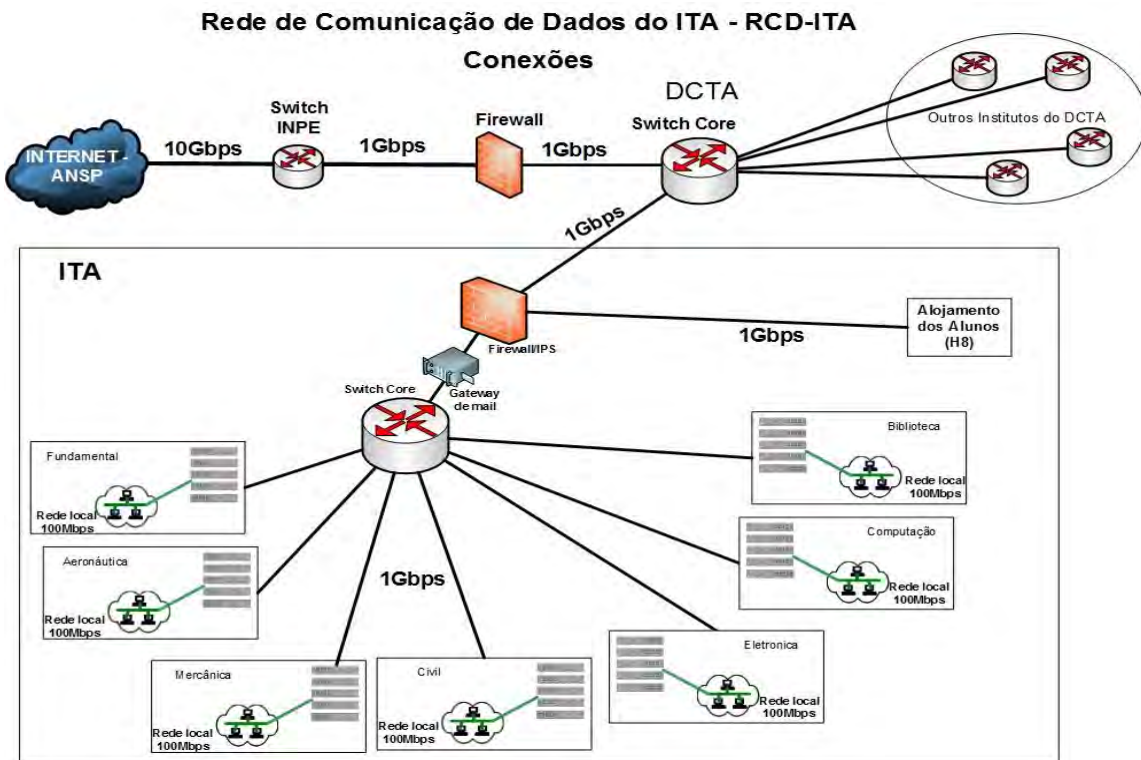 Rede de Comunicação de Dados do ITA - RCD-ITA
Conexões
INTERNET -
ANSP
10Gbps
Switch
INPE
1Gbps
Firewall
1Gbps
DCTA
Switch Core
Outros Institutos do DCTA
1Gbps
ITA
Firewall/IPS
1Gbps
Alojamento
dos Alunos
(H8)
Gateway
de mail
Switch Core
1Gbps
Fundamental
Rede local
100Mbps
Aeronáutica
Rede local
100Mbps
Mercânica
Rede local
100Mbps
Civil
Rede local
100Mbps
Eletronica
Rede local
100Mbps
Computação
Rede local
100Mbps
Biblioteca
Rede local
100Mbps